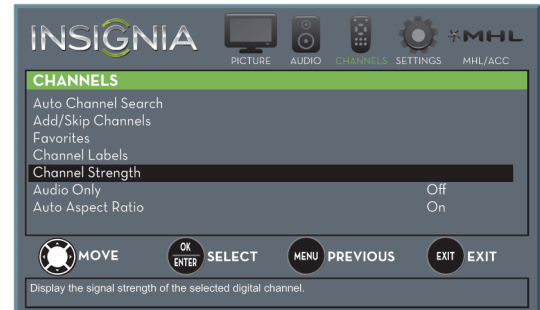 INSIGNIA
PICTURE AUDIO CHANNELS SETTINGS MHL MHL/ACC
CHANNELS
Auto Channel Search
Add/Skip Channels
Favorites
Channel Labels
Channel Strength
Audio Only Off
Auto Aspect Ratio On
MOVE OK ENTER SELECT MENU PREVIOUS EXIT EXIT
Display the signal strength of the selected digital channel.